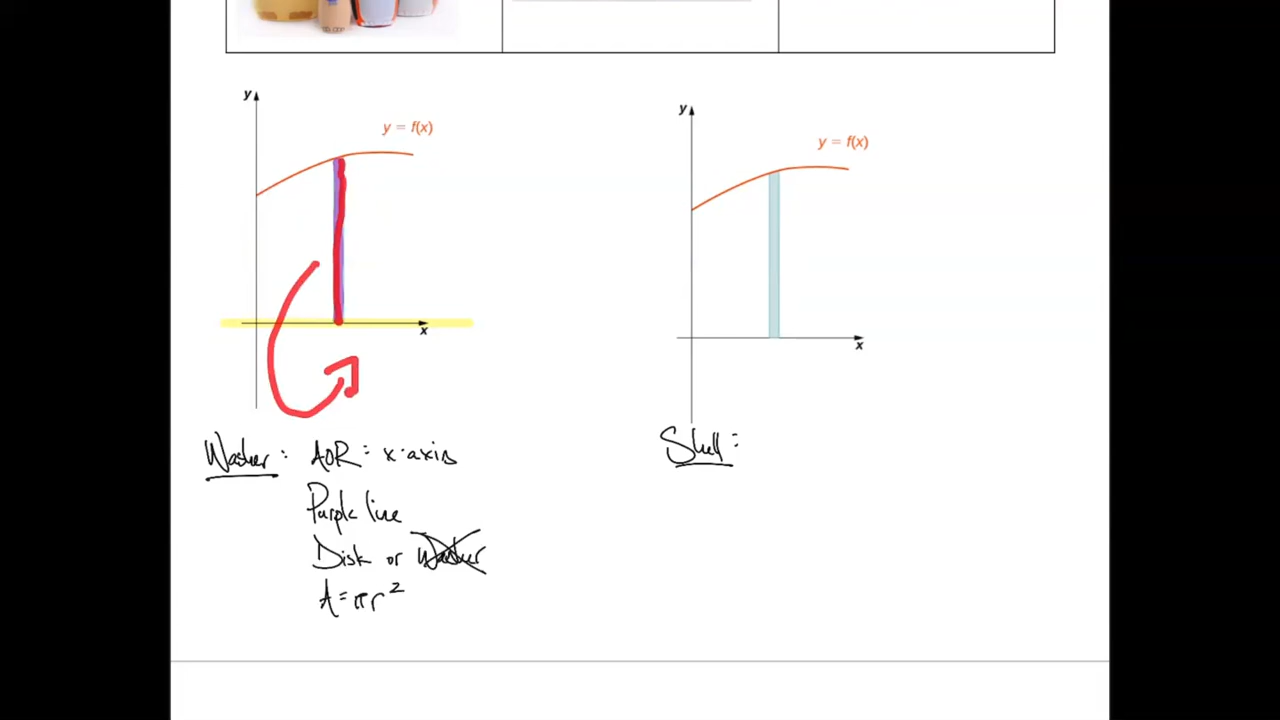 y
y = f(x)
x
y
y = f(x)
x
Washer: AOR = x-axis
Purple line
Disk or Washer
A = πr²
Shell: